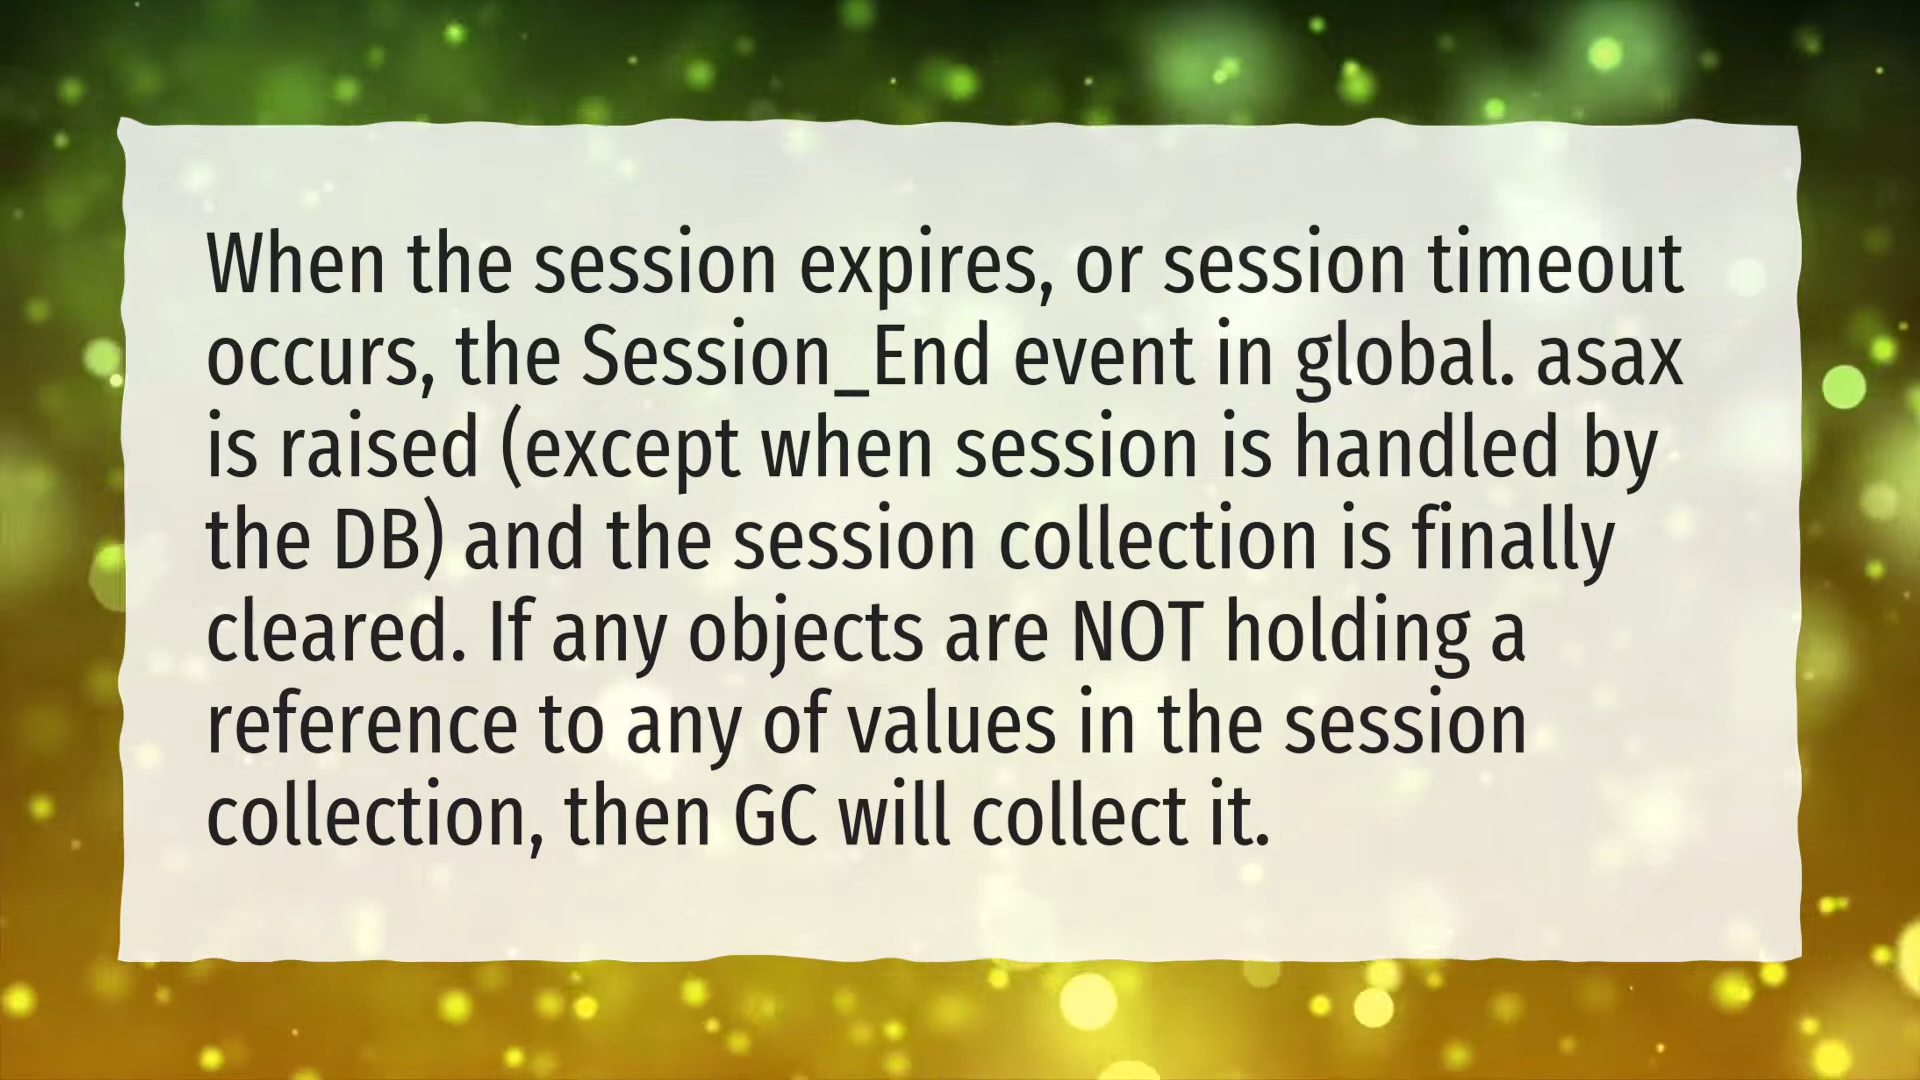 When the session expires, or session timeout
occurs, the Session_End event in global. asax
is raised (except when session is handled by
the DB) and the session collection is finally
cleared. If any objects are NOT holding a
reference to any of values in the session
collection, then GC will collect it.